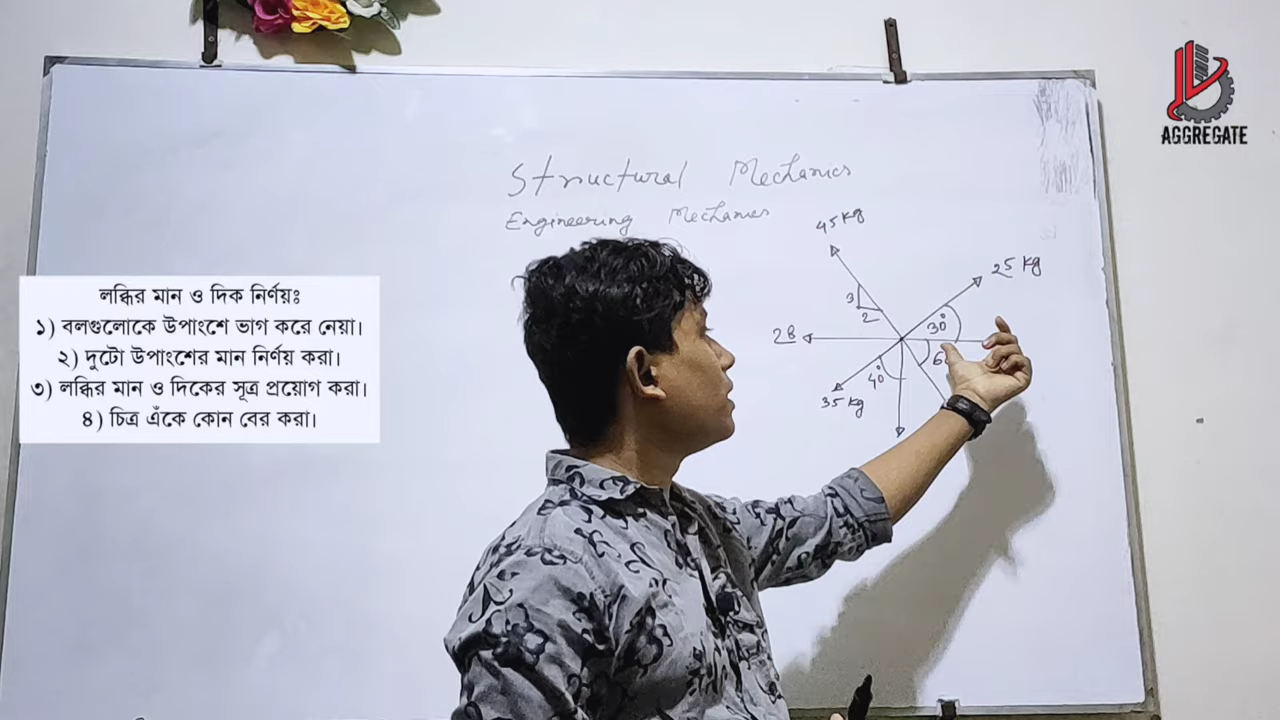 AGGREGATE
Structural Mechanics
Engineering Mechanics
45 kg
25 kg
3
2
28
30°
40°
35 kg
লব্ধির মান ও দিক নির্ণয়ঃ
১) বলগুলোকে উপাংশে ভাগ করে নেয়া।
২) দুটো উপাংশের মান নির্ণয় করা।
৩) লব্ধির মান ও দিকের সূত্র প্রয়োগ করা।
৪) চিত্র এঁকে কোন বের করা।